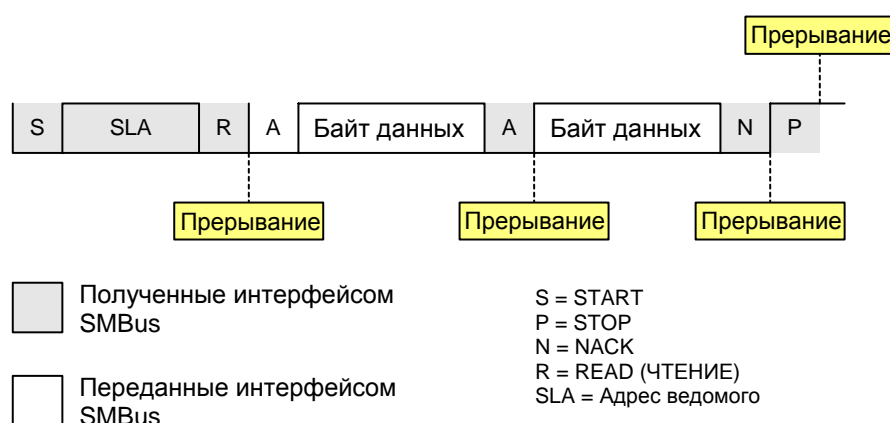 Прерывание
S SLA R A Байт данных A Байт данных N P
Прерывание Прерывание Прерывание
Полученные интерфейсом
SMBus
Переданные интерфейсом
SMBus
S = START
P = STOP
N = NACK
R = READ (ЧТЕНИЕ)
SLA = Адрес ведомого